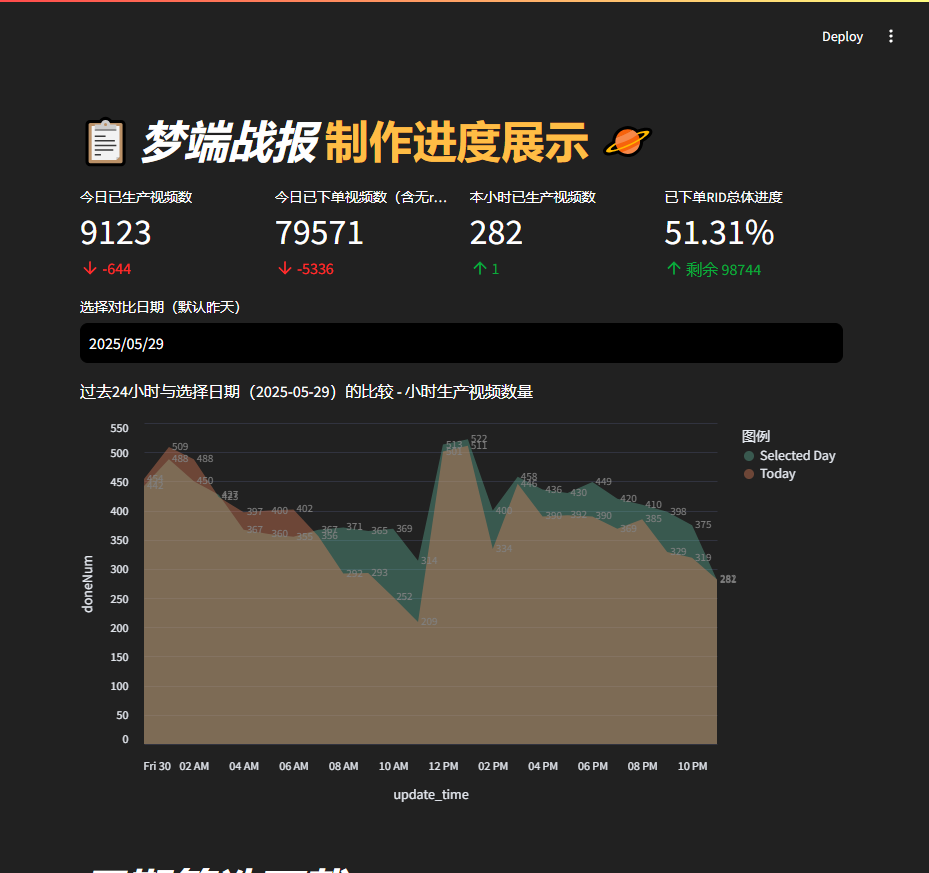 Deploy
梦端战报 制作进度展示
今日已生产视频数
9123
-644
今日已下单视频数（含无r...
79571
-5336
本小时已生产视频数
282
1
已下单RID总体进度
51.31%
剩余 98744
选择对比日期（默认昨天）
2025/05/29
过去24小时与选择日期（2025-05-29）的比较 - 小时生产视频数量
图例
Selected Day
Today
doneNum
550
500
450
400
350
300
250
200
150
100
50
0
509 488 488 450
397 400 402
367 360 355 367 356
371 365 369 314
292 293 252 209
513 522 511
400 334
458 446 436 430 449 420 410 398 375
390 392 390 385 329 319
Fri 30 02 AM 04 AM 06 AM 08 AM 10 AM 12 PM 02 PM 04 PM 06 PM 08 PM 10 PM
update_time